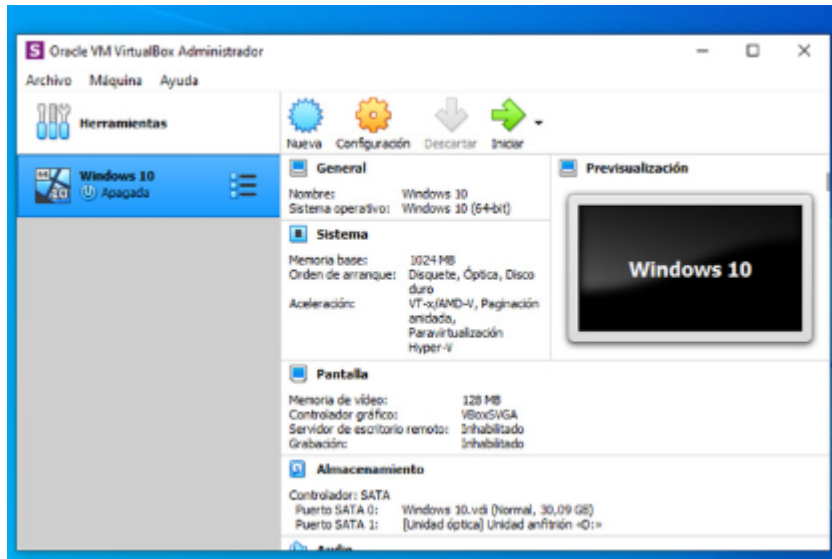 S Oracle VM VirtualBox Administrador
Archivo Máquina Ayuda
Herramientas
Nueva Configuración Descartar Iniciar
Windows 10
Apagada
General
Nombre: Windows 10
Sistema operativo: Windows 10 (64-bit)
Sistema
Memoria base: 1024 MB
Orden de arranque: Disquete, Óptica, Disco
duro
Aceleración: VT-x/AMD-V, Paginación
anidada,
Paravirtualización
Hyper-V
Previsualización
Windows 10
Pantalla
Memoria de vídeo: 128 MB
Controlador gráfico: VBoxSVGA
Servidor de escritorio remoto: Inhabilitado
Grabación: Inhabilitado
Almacenamiento
Controlador: SATA
Puerto SATA 0: Windows 10.vdi (Normal, 30,09 GB)
Puerto SATA 1: [Unidad óptica] Unidad anfitrión «D:»
Audio